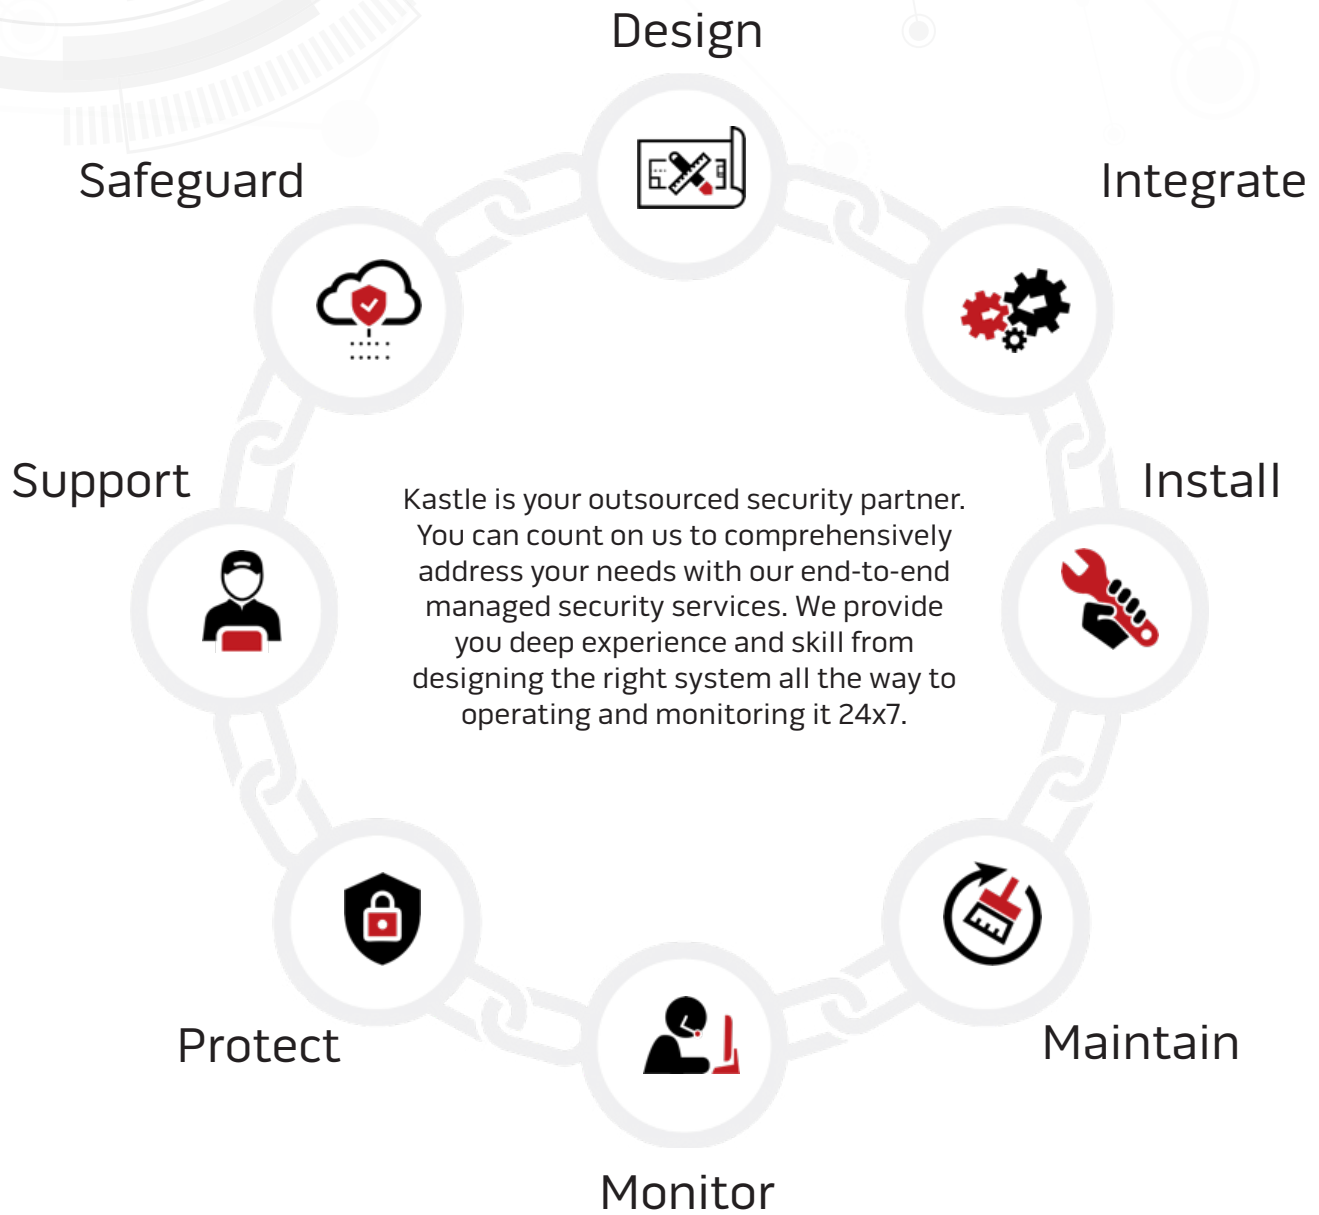 Design
Safeguard
Integrate
Support
Install
Kastle is your outsourced security partner.
You can count on us to comprehensively
address your needs with our end-to-end
managed security services. We provide
you deep experience and skill from
designing the right system all the way to
operating and monitoring it 24x7.
Protect
Maintain
Monitor